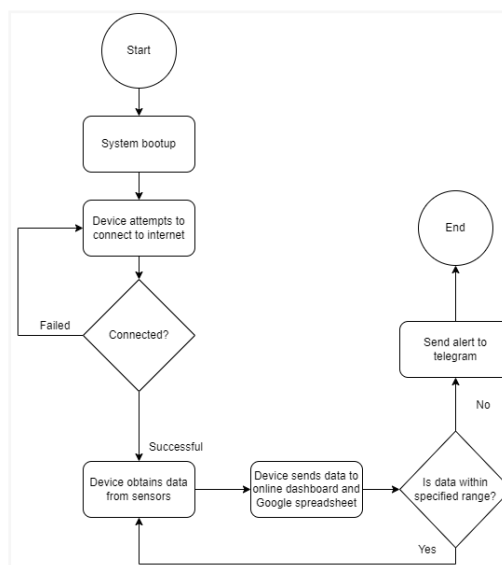 Start
System bootup
Device attempts to
connect to internet
Failed
Connected?
Successful
Device obtains data
from sensors
Device sends data to
online dashboard and
Google spreadsheet
Is data within
specified range?
Yes
No
Send alert to
telegram
End